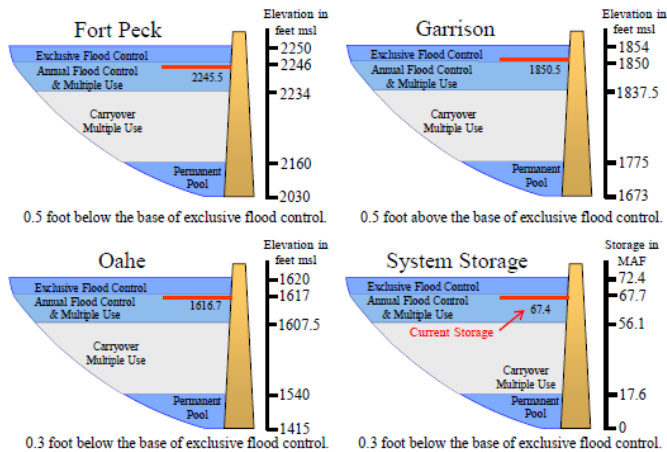 Fort Peck
Elevation in
feet msl
Exclusive Flood Control
Annual Flood Control
& Multiple Use
2245.5
Carryover
Multiple Use
Permanent
Pool
2250
2246
2234
2160
2030
0.5 foot below the base of exclusive flood control.
Garrison
Elevation in
feet msl
Exclusive Flood Control
Annual Flood Control
& Multiple Use
1850.5
Carryover
Multiple Use
Permanent
Pool
1854
1850
1837.5
1775
1673
0.5 foot above the base of exclusive flood control.
Oahe
Elevation in
feet msl
Exclusive Flood Control
Annual Flood Control
& Multiple Use
1616.7
Carryover
Multiple Use
Permanent
Pool
1620
1617
1607.5
1540
1415
0.3 foot below the base of exclusive flood control.
System Storage
Storage in
MAF
Exclusive Flood Control
Annual Flood Control
& Multiple Use
67.4
Current Storage
Carryover
Multiple Use
Permanent
Pool
72.4
67.7
56.1
17.6
0
0.3 foot below the base of exclusive flood control.